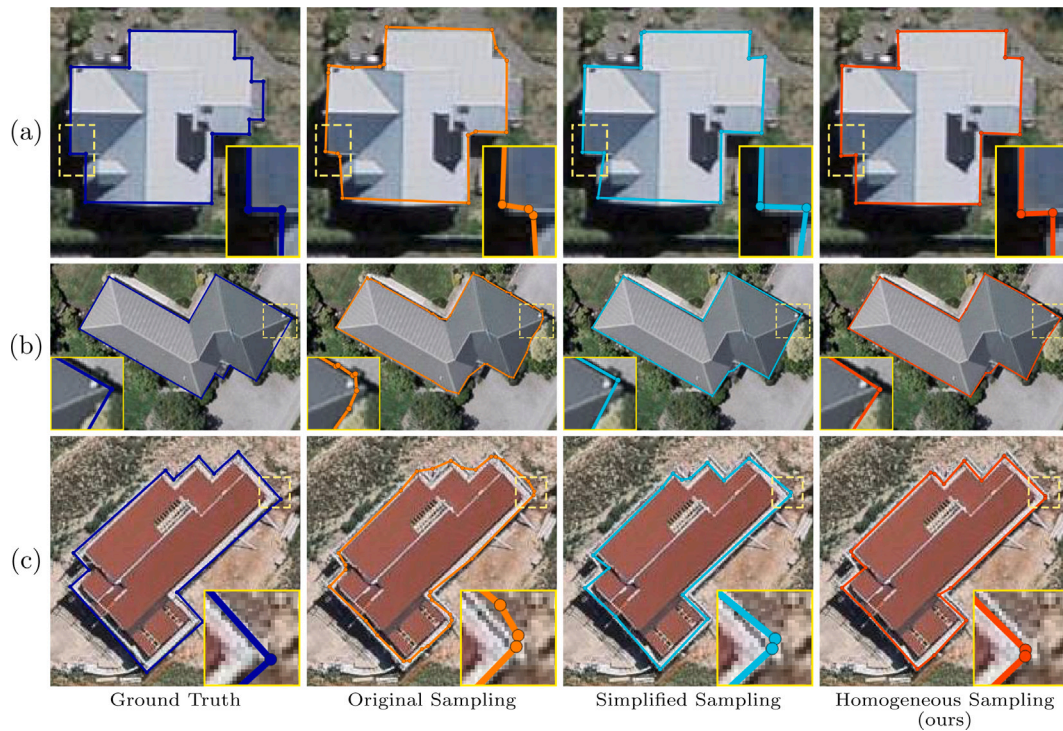 (a)
(b)
(c)
Ground Truth
Original Sampling
Simplified Sampling
Homogeneous Sampling
(ours)